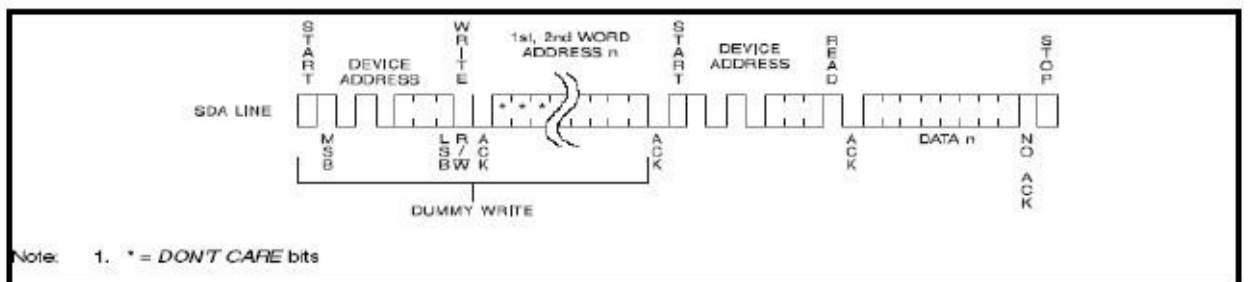 START
WRITE
1st, 2nd WORD
ADDRESS n
START
READ
STOP
DEVICE
ADDRESS
DEVICE
ADDRESS
SDA LINE
* * *
MSB
LSB
R/W
ACK
ACK
ACK
DATA n
NO ACK
DUMMY WRITE
Note: 1. * = DON'T CARE bits